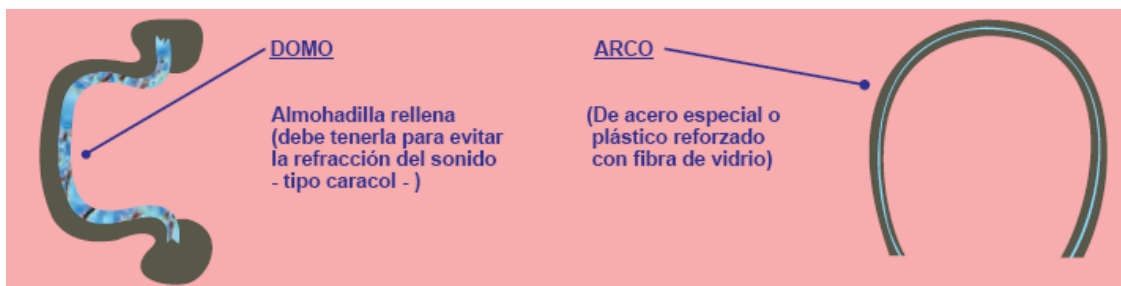 DOMO
Almohadilla rellena
(debe tenerla para evitar
la refracción del sonido
- tipo caracol - )
ARCO
(De acero especial o
plástico reforzado
con fibra de vidrio)